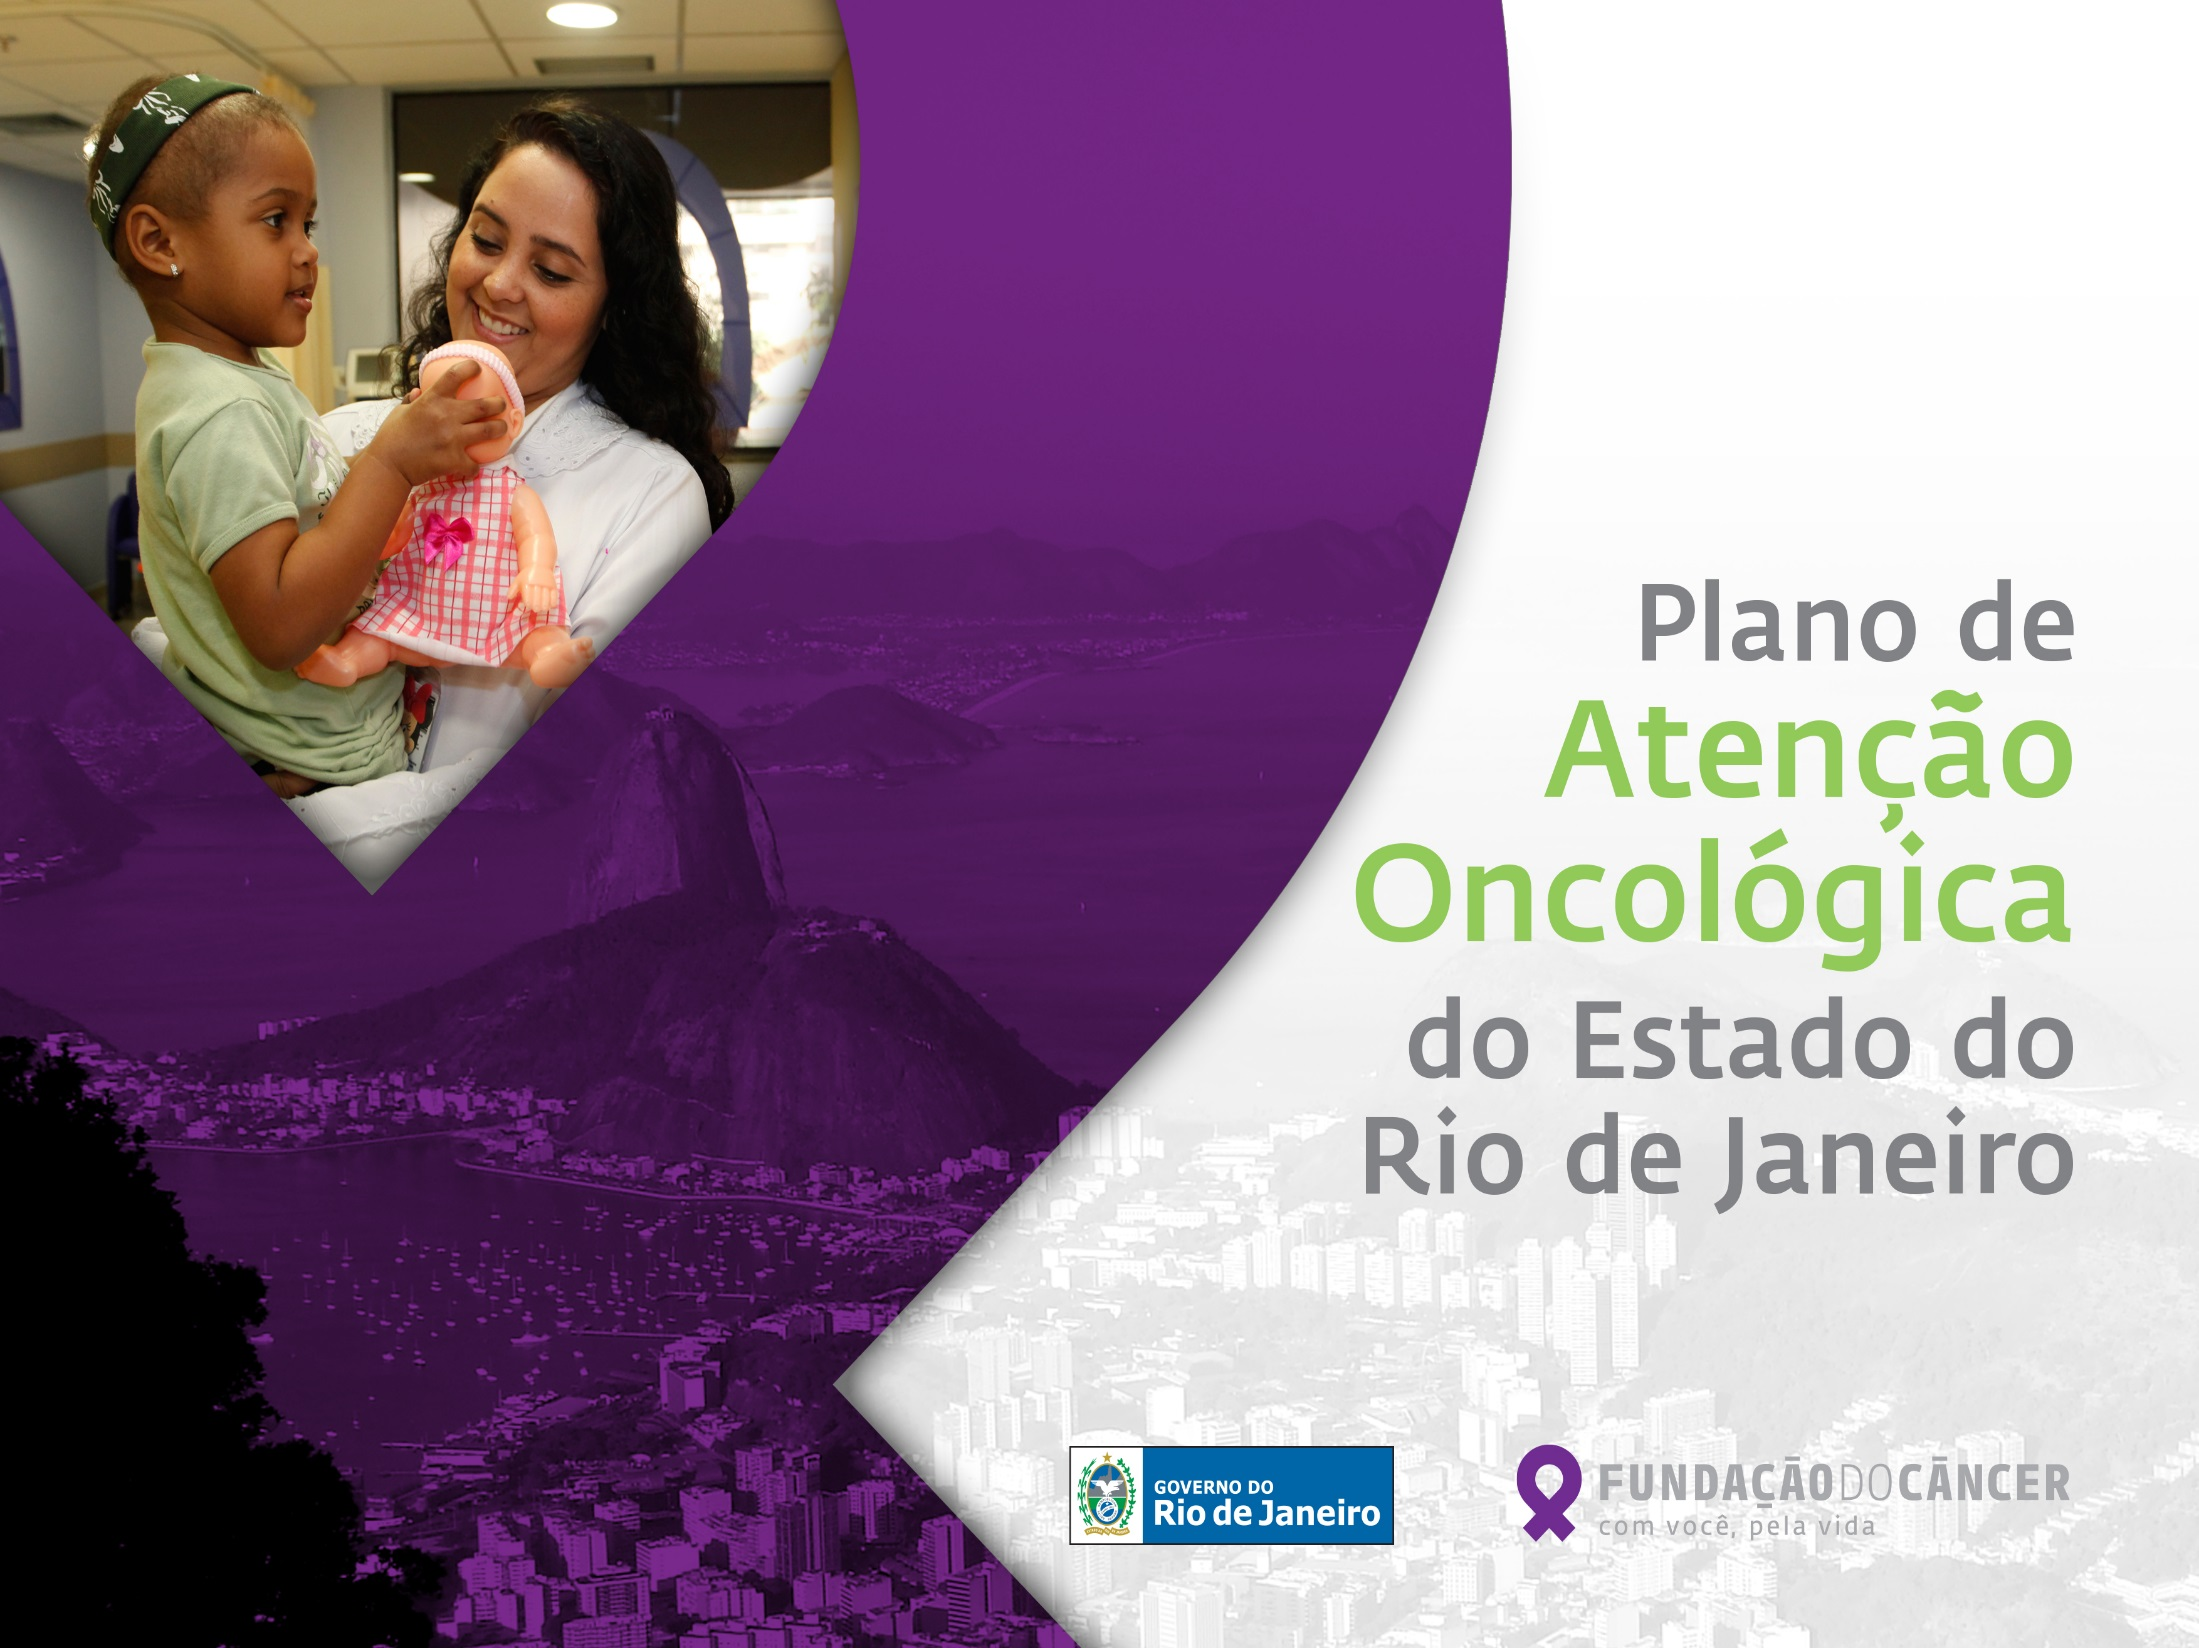 Plano de
Atenção
Oncológica
do Estado do
Rio de Janeiro
GOVERNO DO
Rio de Janeiro
FUNDAÇÃODOCÂNCER
com você, pela vida